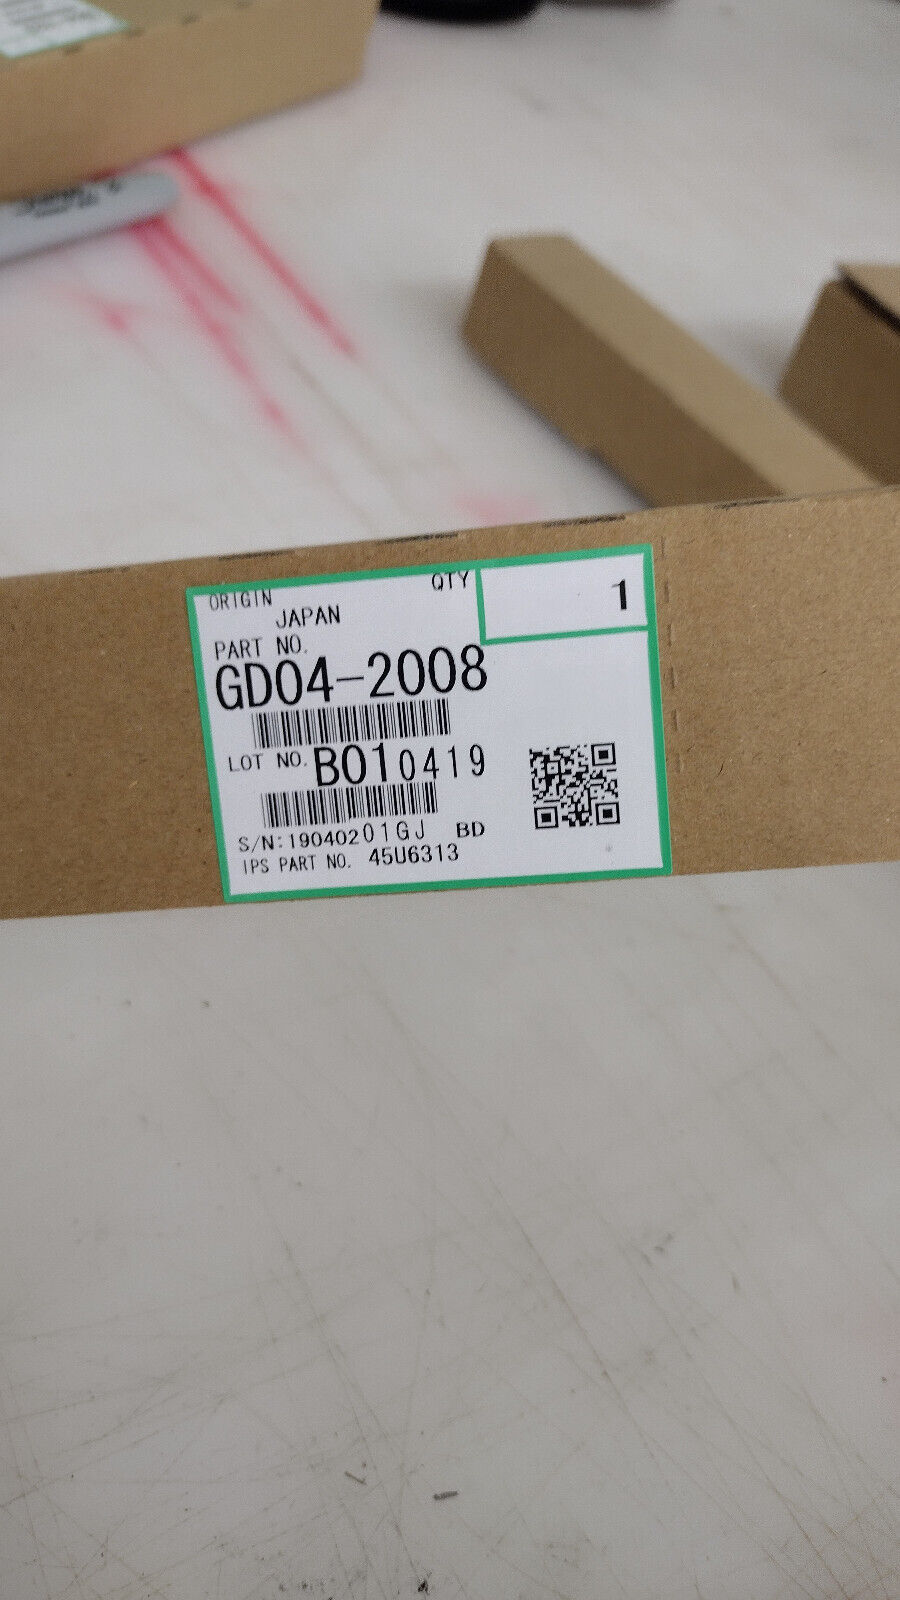 ORIGIN
JAPAN
QTY
1
PART NO.
GD04-2008
LOT NO. B010419
S/N:19040201GJ BD
IPS PART NO. 45U6313